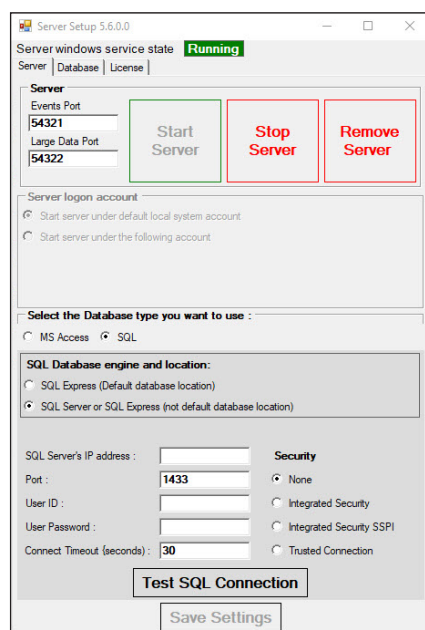 Server Setup 5.6.0.0
Server windows service state Running
Server Database License
Server
Events Port
54321
Large Data Port
54322
Start Server
Stop Server
Remove Server
Server logon account
Start server under default local system account
Start server under the following account
Select the Database type you want to use :
MS Access SQL
SQL Database engine and location:
SQL Express (Default database location)
SQL Server or SQL Express (not default database location)
SQL Server's IP address :
Security
Port : 1433
None
User ID :
Integrated Security
User Password :
Integrated Security SSPI
Connect Timeout (seconds) : 30
Trusted Connection
Test SQL Connection
Save Settings